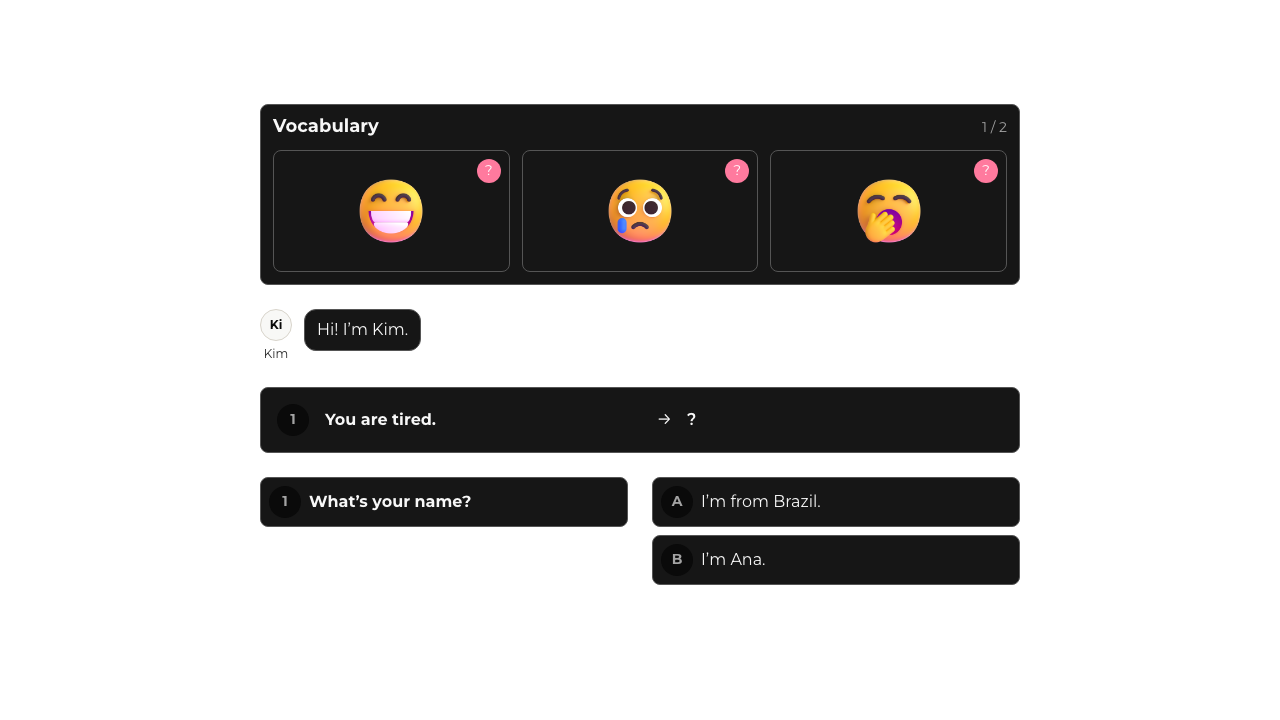 Vocabulary
1 / 2
?
?
?
Ki
Kim
Hi! I’m Kim.
1
You are tired.
→ ?
1
What’s your name?
A
I’m from Brazil.
B
I’m Ana.